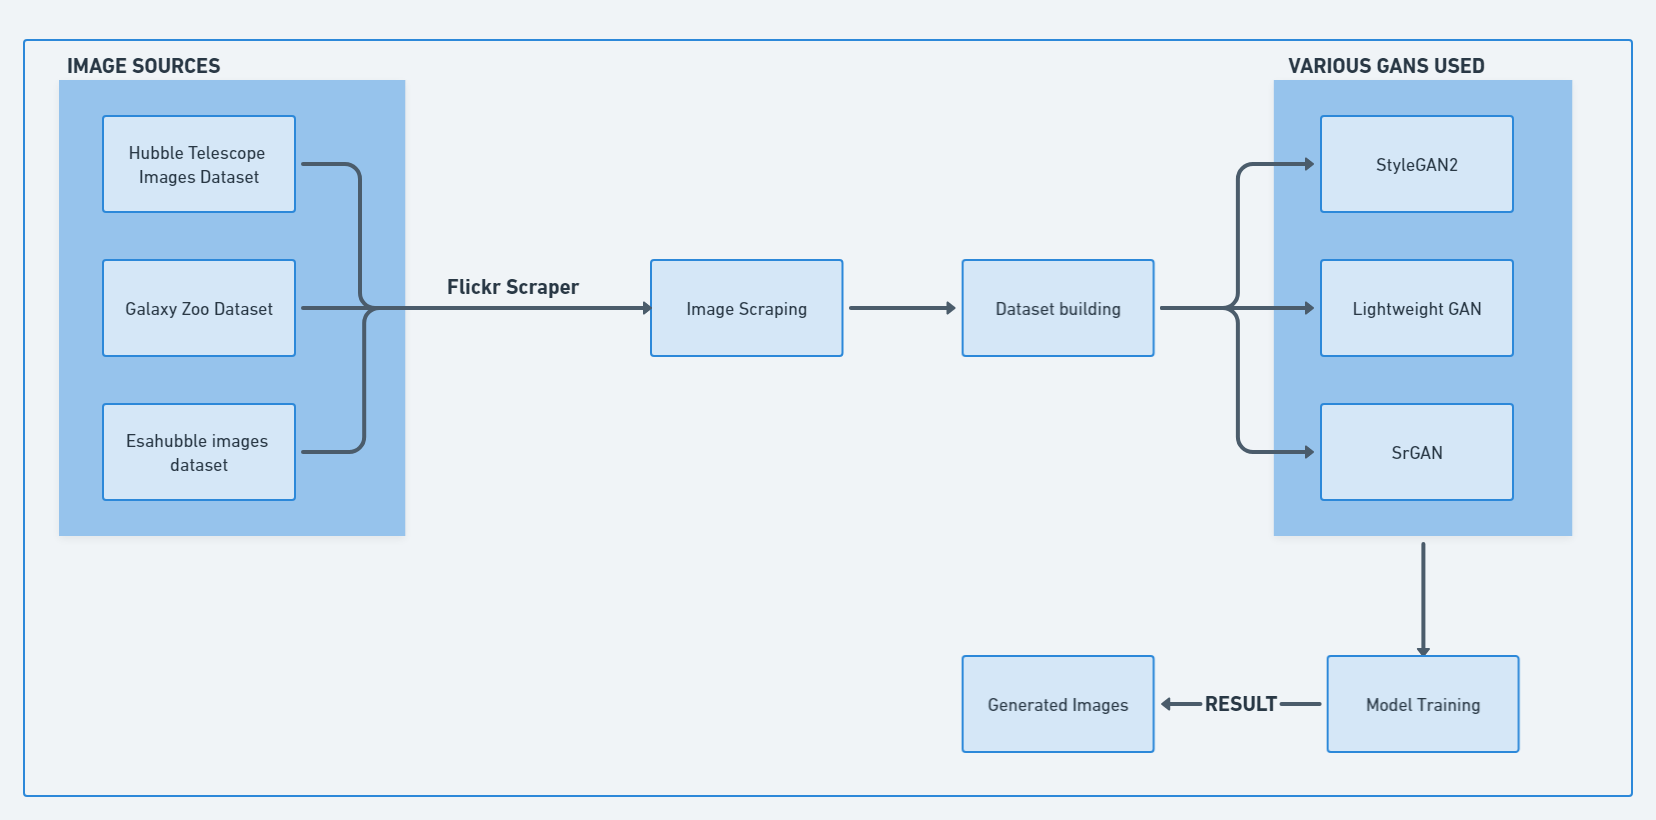 IMAGE SOURCES
Hubble Telescope
Images Dataset
Galaxy Zoo Dataset
Esahubble images
dataset
Flickr Scraper
Image Scraping
Dataset building
VARIOUS GANS USED
StyleGAN2
Lightweight GAN
SrGAN
Model Training
RESULT
Generated Images